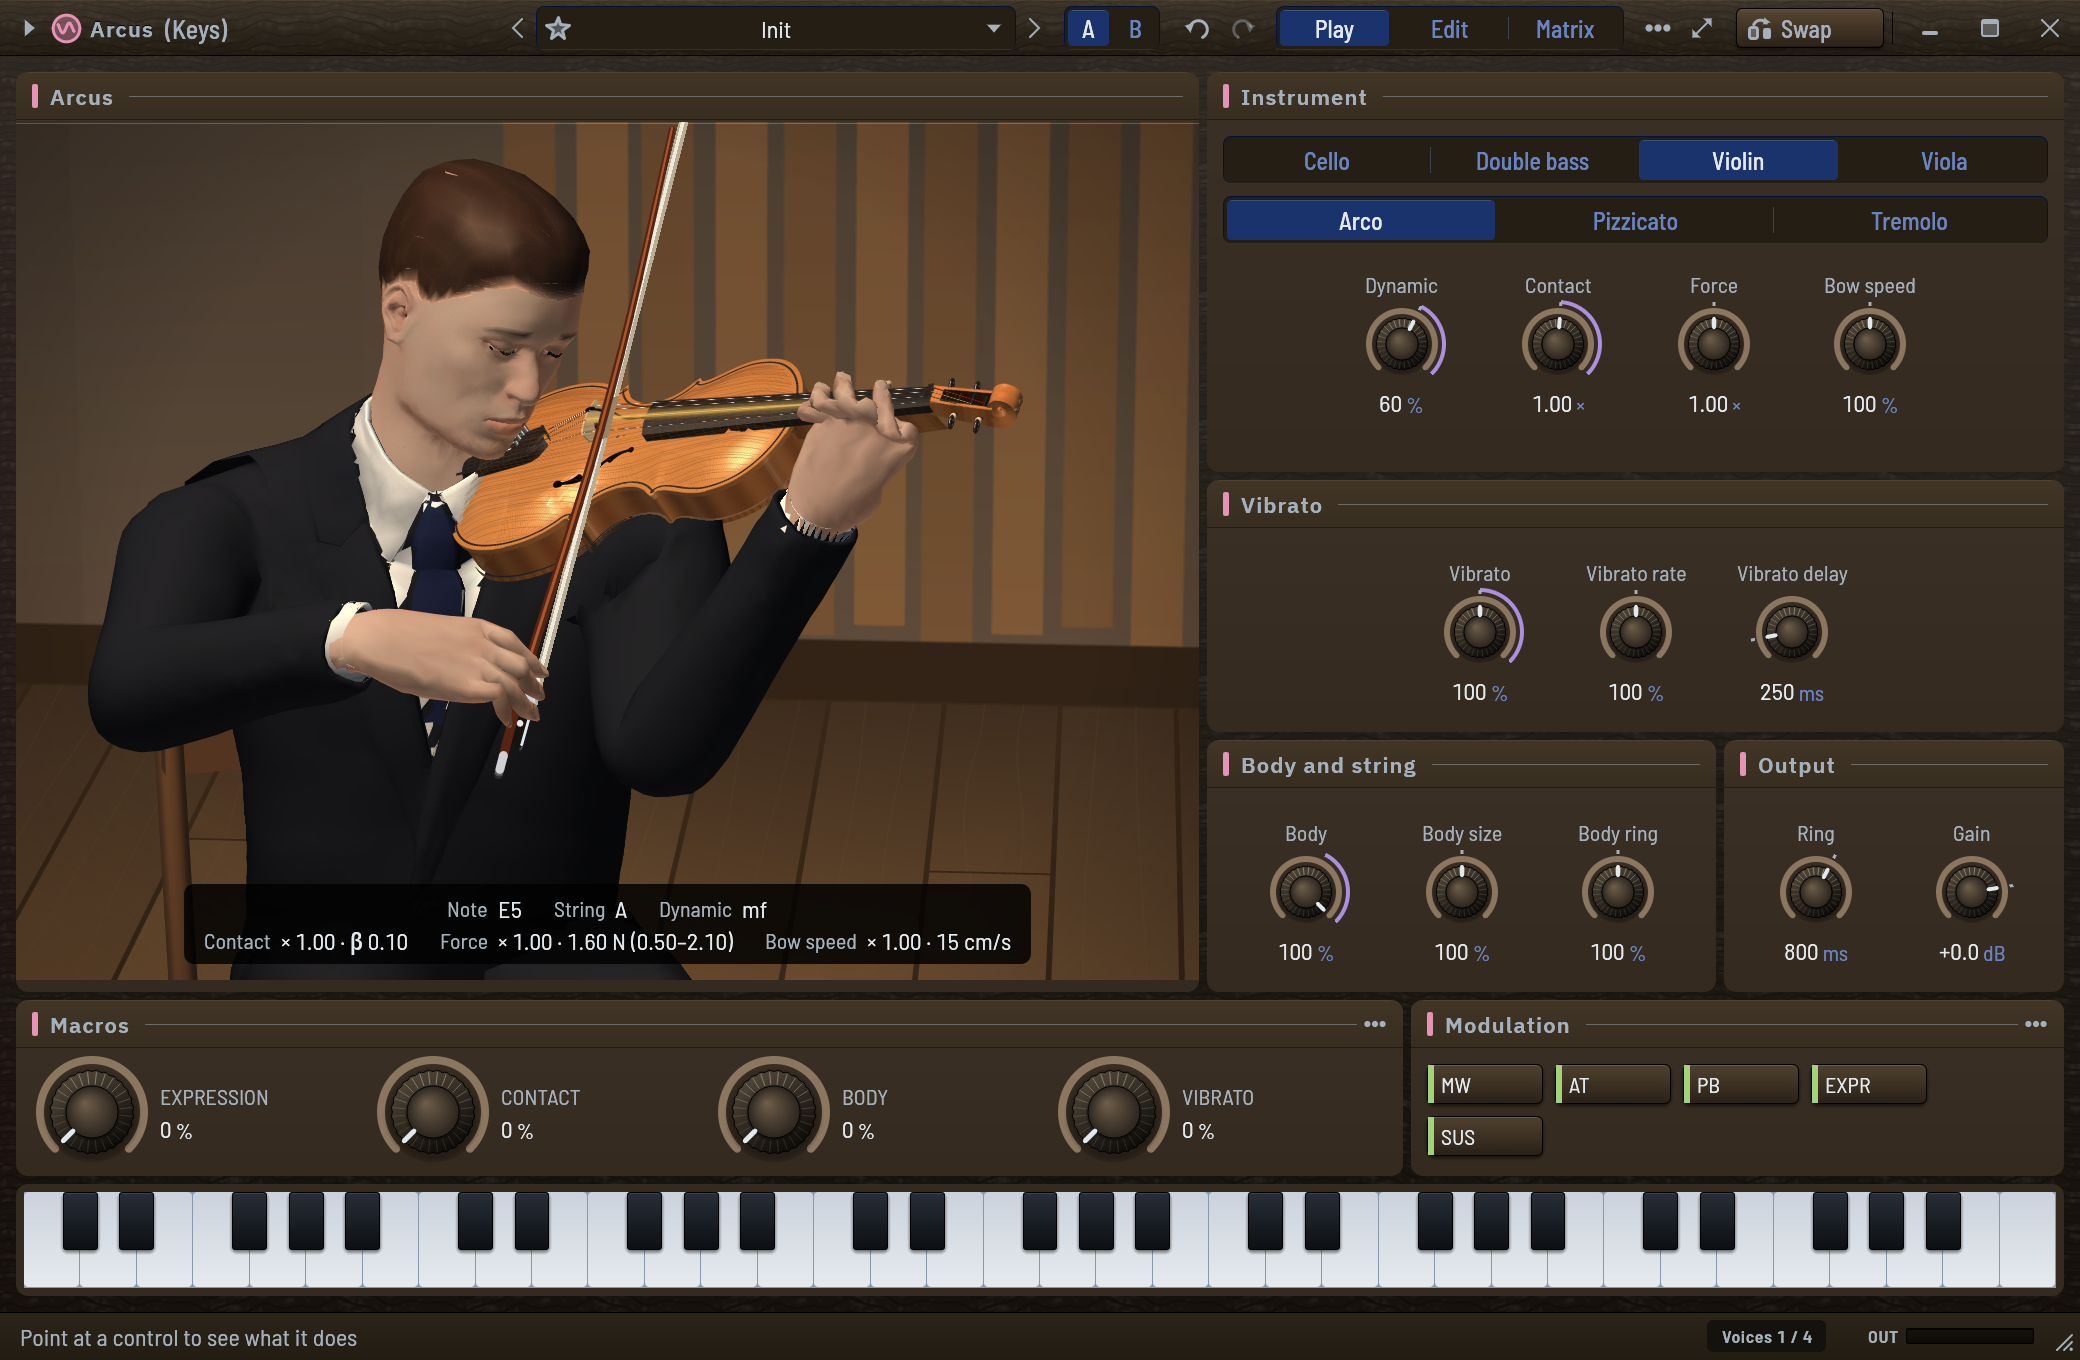 Arcus (Keys)
Init
A B
Play Edit Matrix
Swap
Arcus
Instrument
Cello Double bass Violin Viola
Arco Pizzicato Tremolo
Dynamic Contact Force Bow speed
60 % 1.00 × 1.00 × 100 %
Vibrato
Vibrato Vibrato rate Vibrato delay
100 % 100 % 250 ms
Body and string
Body Body size Body ring
100 % 100 % 100 %
Output
Ring Gain
800 ms +0.0 dB
Note E5 String A Dynamic mf
Contact × 1.00 · β 0.10 Force × 1.00 · 1.60 N (0.50–2.10) Bow speed × 1.00 · 15 cm/s
Macros
EXPRESSION CONTACT BODY VIBRATO
0 % 0 % 0 % 0 %
Modulation
MW AT PB EXPR
SUS
Point at a control to see what it does
Voices 1 / 4 OUT